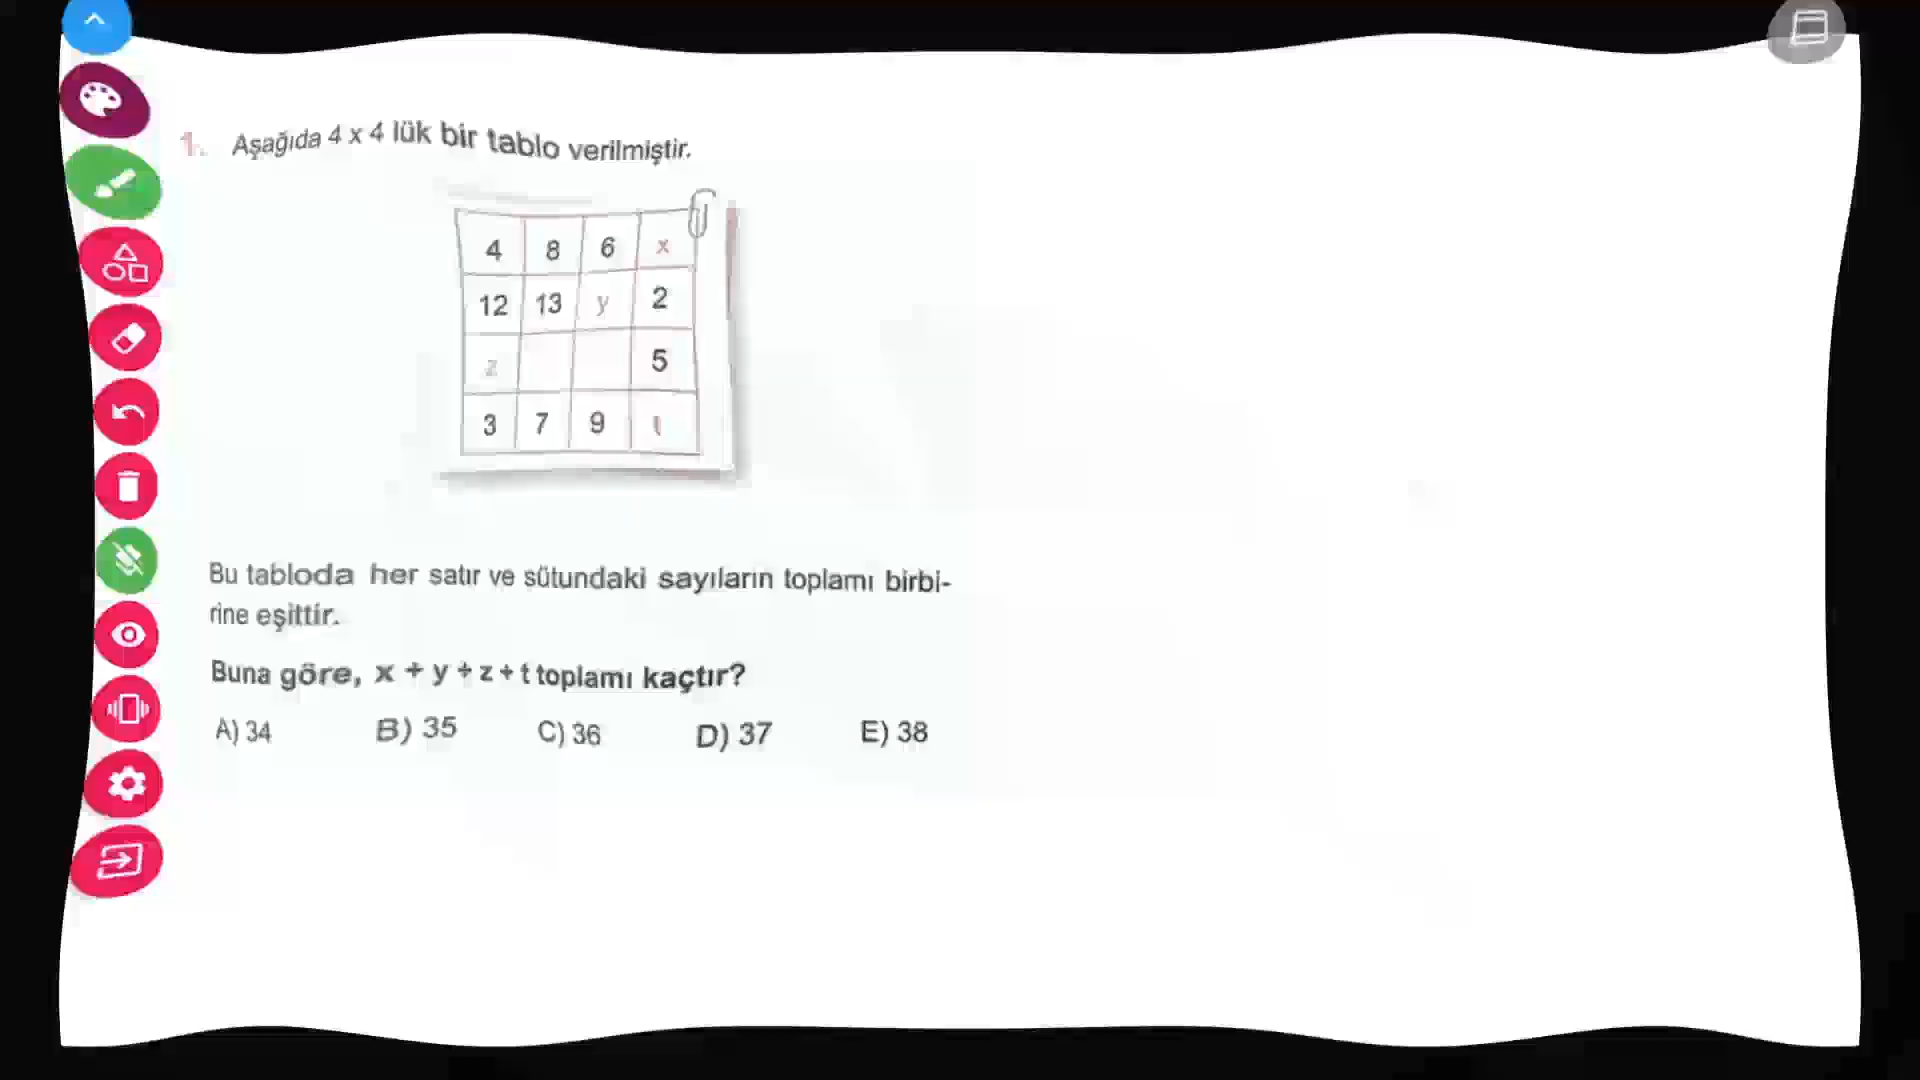 1. Aşağıda 4 x 4 lük bir tablo verilmiştir.
4 8 6 x
12 13 y 2
z 5
3 7 9 t
Bu tabloda her satır ve sütundaki sayıların toplamı birbi-
rine eşittir.
Buna göre, x + y + z + t toplamı kaçtır?
A) 34 B) 35 C) 36 D) 37 E) 38